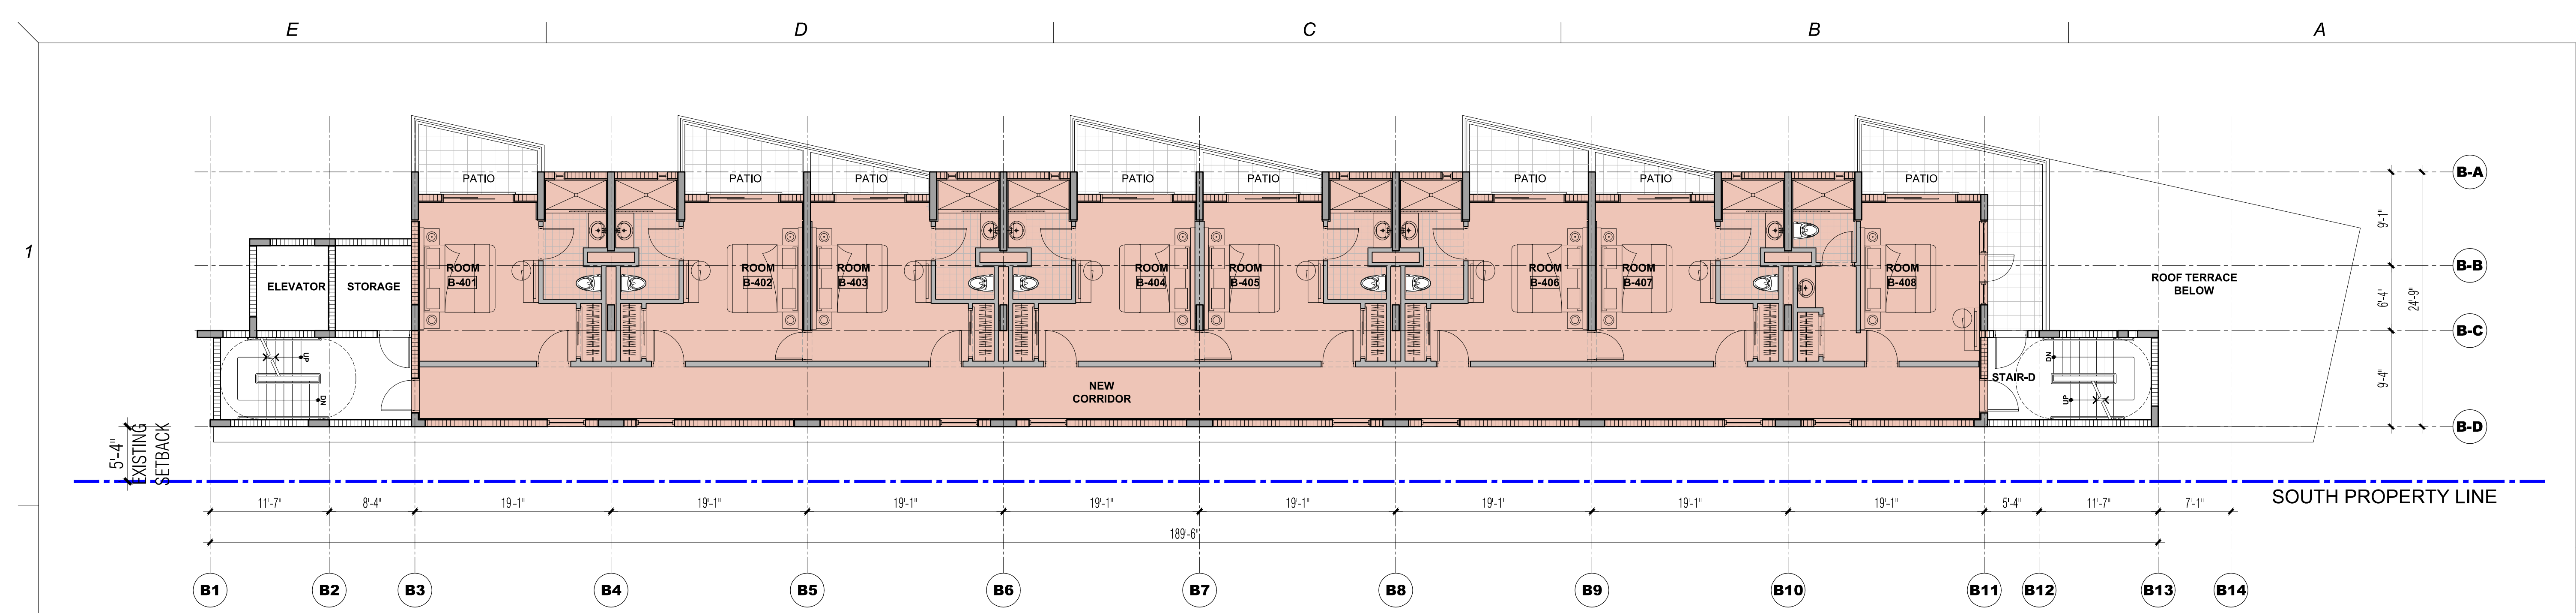 E
D
C
B
A
1
PATIO
PATIO
PATIO
PATIO
PATIO
PATIO
PATIO
PATIO
B-A
B-B
B-C
B-D
9'-1"
6'-4"
24'-9"
9'-4"
ELEVATOR
STORAGE
ROOM
B-401
ROOM
B-402
ROOM
B-403
ROOM
B-404
ROOM
B-405
ROOM
B-406
ROOM
B-407
ROOM
B-408
ROOF TERRACE
BELOW
UP
DN
NEW
CORRIDOR
STAIR-D
DN
UP
5'-4"
EXISTING
SETBACK
SOUTH PROPERTY LINE
11'-7"
8'-4"
19'-1"
19'-1"
19'-1"
19'-1"
19'-1"
19'-1"
19'-1"
19'-1"
5'-4"
11'-7"
7'-1"
189'-6"
B1
B2
B3
B4
B5
B6
B7
B8
B9
B10
B11
B12
B13
B14